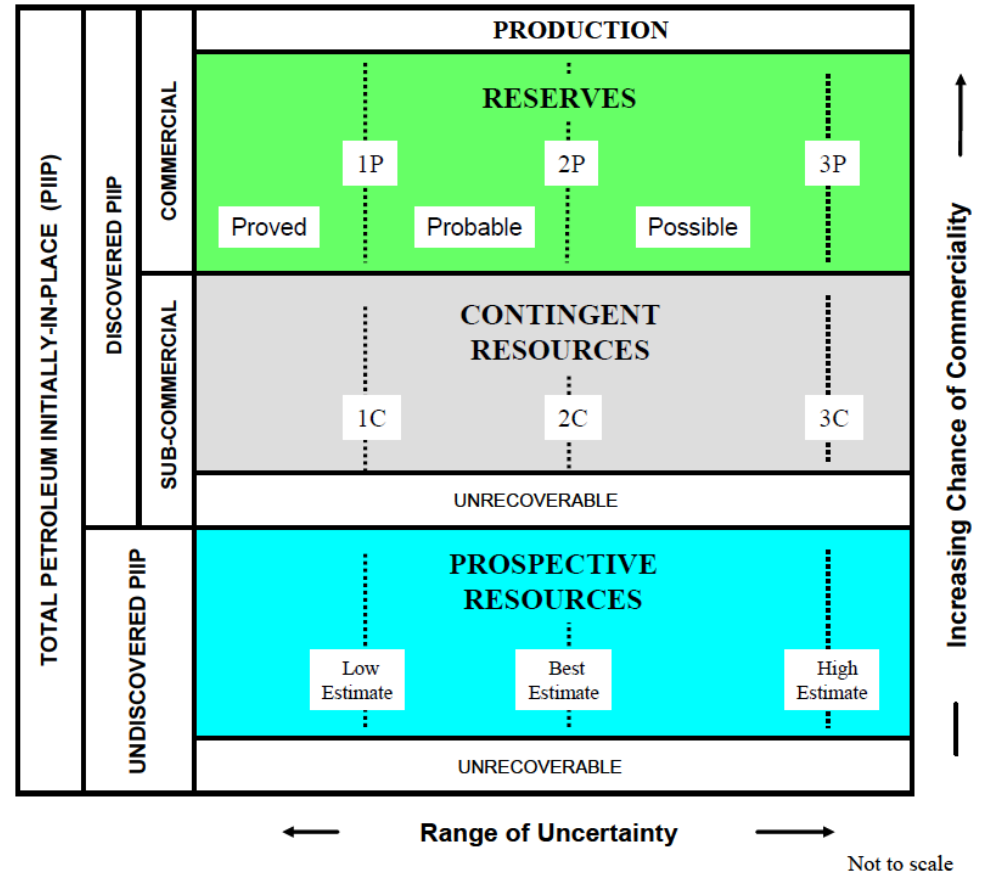 TOTAL PETROLEUM INITIALLY-IN-PLACE (PIIP)
DISCOVERED PIIP
UNDISCOVERED PIIP
COMMERCIAL
SUB-COMMERCIAL
PRODUCTION
RESERVES
1P
2P
3P
Proved
Probable
Possible
CONTINGENT
RESOURCES
1C
2C
3C
UNRECOVERABLE
PROSPECTIVE
RESOURCES
Low
Estimate
Best
Estimate
High
Estimate
UNRECOVERABLE
Increasing Chance of Commerciality
Range of Uncertainty
Not to scale